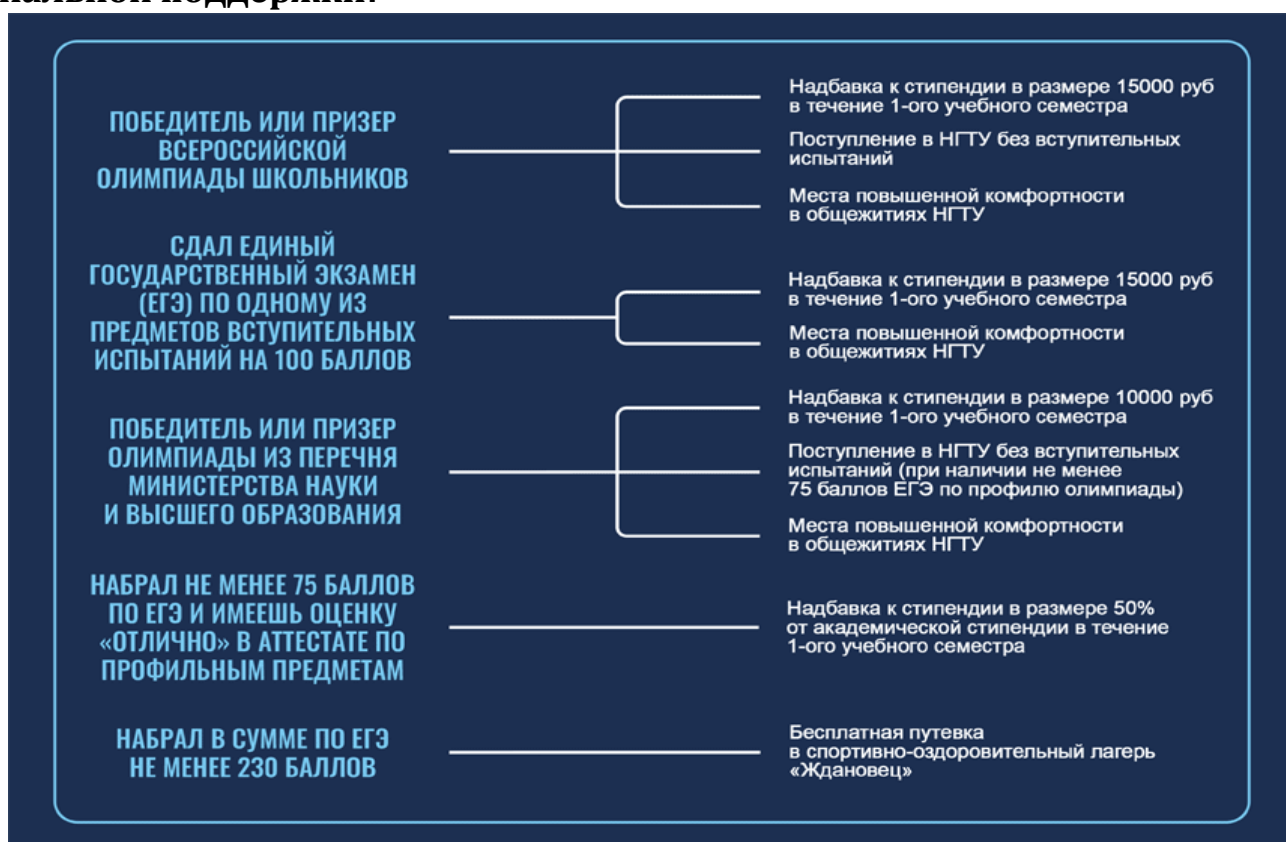 нальной поддержки:
ПОБЕДИТЕЛЬ ИЛИ ПРИЗЕР
ВСЕРОССИЙСКОЙ
ОЛИМПИАДЫ ШКОЛЬНИКОВ
Надбавка к стипендии в размере 15000 руб
в течение 1-ого учебного семестра
Поступление в НГТУ без вступительных
испытаний
Места повышенной комфортности
в общежитиях НГТУ
СДАЛ ЕДИНЫЙ
ГОСУДАРСТВЕННЫЙ ЭКЗАМЕН
(ЕГЭ) ПО ОДНОМУ ИЗ
ПРЕДМЕТОВ ВСТУПИТЕЛЬНЫХ
ИСПЫТАНИЙ НА 100 БАЛЛОВ
Надбавка к стипендии в размере 15000 руб
в течение 1-ого учебного семестра
Места повышенной комфортности
в общежитиях НГТУ
ПОБЕДИТЕЛЬ ИЛИ ПРИЗЕР
ОЛИМПИАДЫ ИЗ ПЕРЕЧНЯ
МИНИСТЕРСТВА НАУКИ
И ВЫСШЕГО ОБРАЗОВАНИЯ
Надбавка к стипендии в размере 10000 руб
в течение 1-ого учебного семестра
Поступление в НГТУ без вступительных
испытаний (при наличии не менее
75 баллов ЕГЭ по профилю олимпиады)
Места повышенной комфортности
в общежитиях НГТУ
НАБРАЛ НЕ МЕНЕЕ 75 БАЛЛОВ
ПО ЕГЭ И ИМЕЕШЬ ОЦЕНКУ
«ОТЛИЧНО» В АТТЕСТАТЕ ПО
ПРОФИЛЬНЫМ ПРЕДМЕТАМ
Надбавка к стипендии в размере 50%
от академической стипендии в течение
1-ого учебного семестра
НАБРАЛ В СУММЕ ПО ЕГЭ
НЕ МЕНЕЕ 230 БАЛЛОВ
Бесплатная путевка
в спортивно-оздоровительный лагерь
«Ждановец»